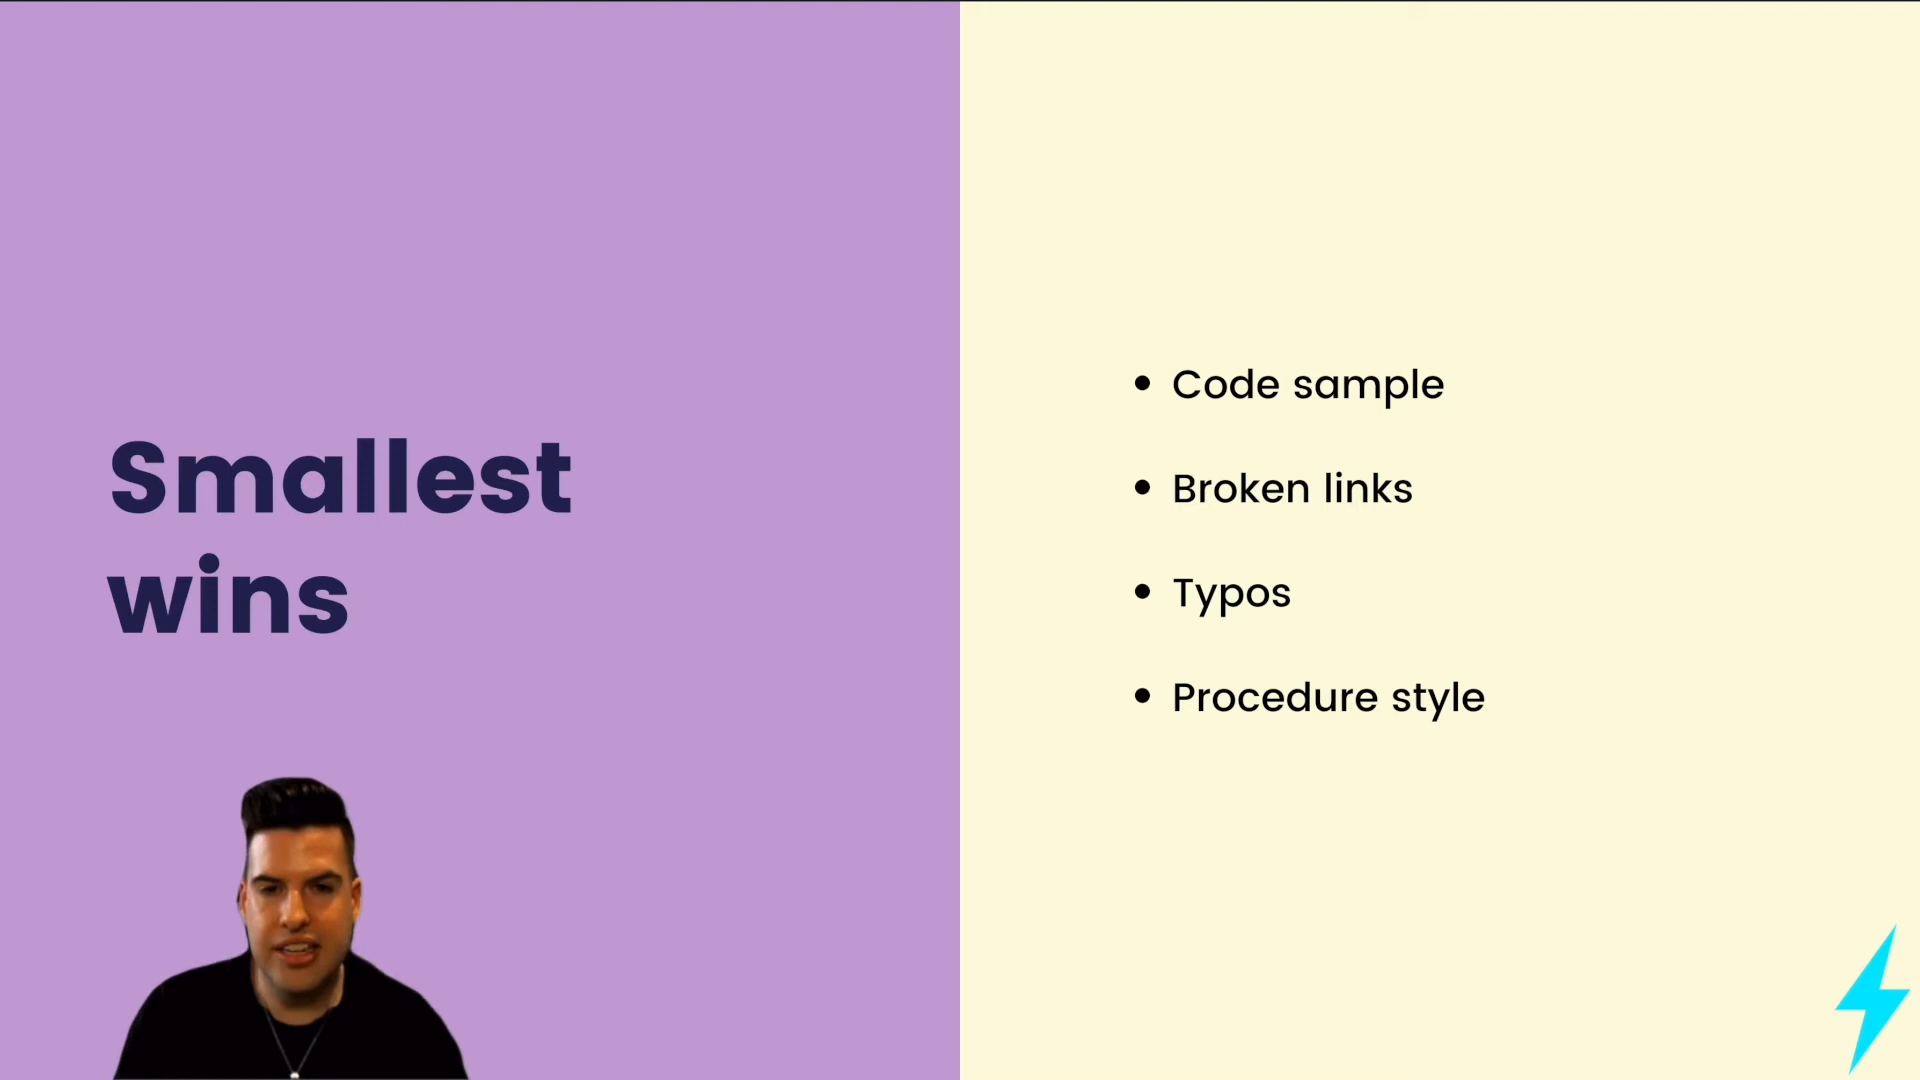 Smallest
wins
• Code sample
• Broken links
• Typos
• Procedure style